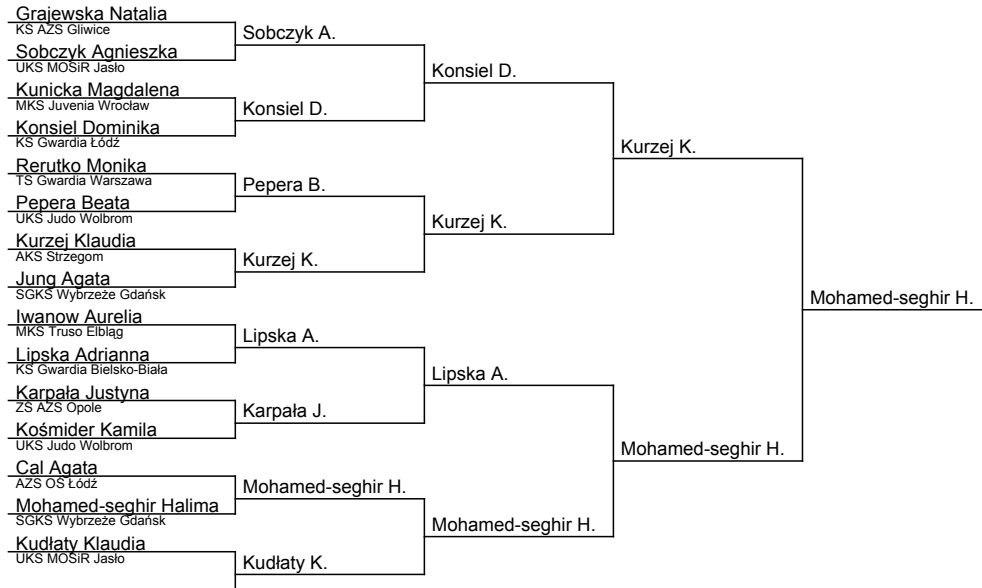 Grajewska Natalia
KS AZS Gliwice
Sobczyk Agnieszka
UKS MOSiR Jasło
Kunicka Magdalena
MKS Juvenia Wrocław
Konsiel Dominika
KS Gwardia Łódź
Rerutko Monika
TS Gwardia Warszawa
Pepera Beata
UKS Judo Wolbrom
Kurzej Klaudia
AKS Strzegom
Jung Agata
SGKS Wybrzeże Gdańsk
Iwanow Aurelia
MKS Truso Elbląg
Lipska Adrianna
KS Gwardia Bielsko-Biała
Karpała Justyna
ZS AZS Opole
Kośmider Kamila
UKS Judo Wolbrom
Cal Agata
AZS OŚ Łódź
Mohamed-seghir Halima
SGKS Wybrzeże Gdańsk
Kudłaty Klaudia
UKS MOSiR Jasło
Sobczyk A.
Konsiel D.
Pepera B.
Kurzej K.
Lipska A.
Karpała J.
Mohamed-seghir H.
Kudłaty K.
Konsiel D.
Kurzej K.
Lipska A.
Mohamed-seghir H.
Kurzej K.
Mohamed-seghir H.
Mohamed-seghir H.